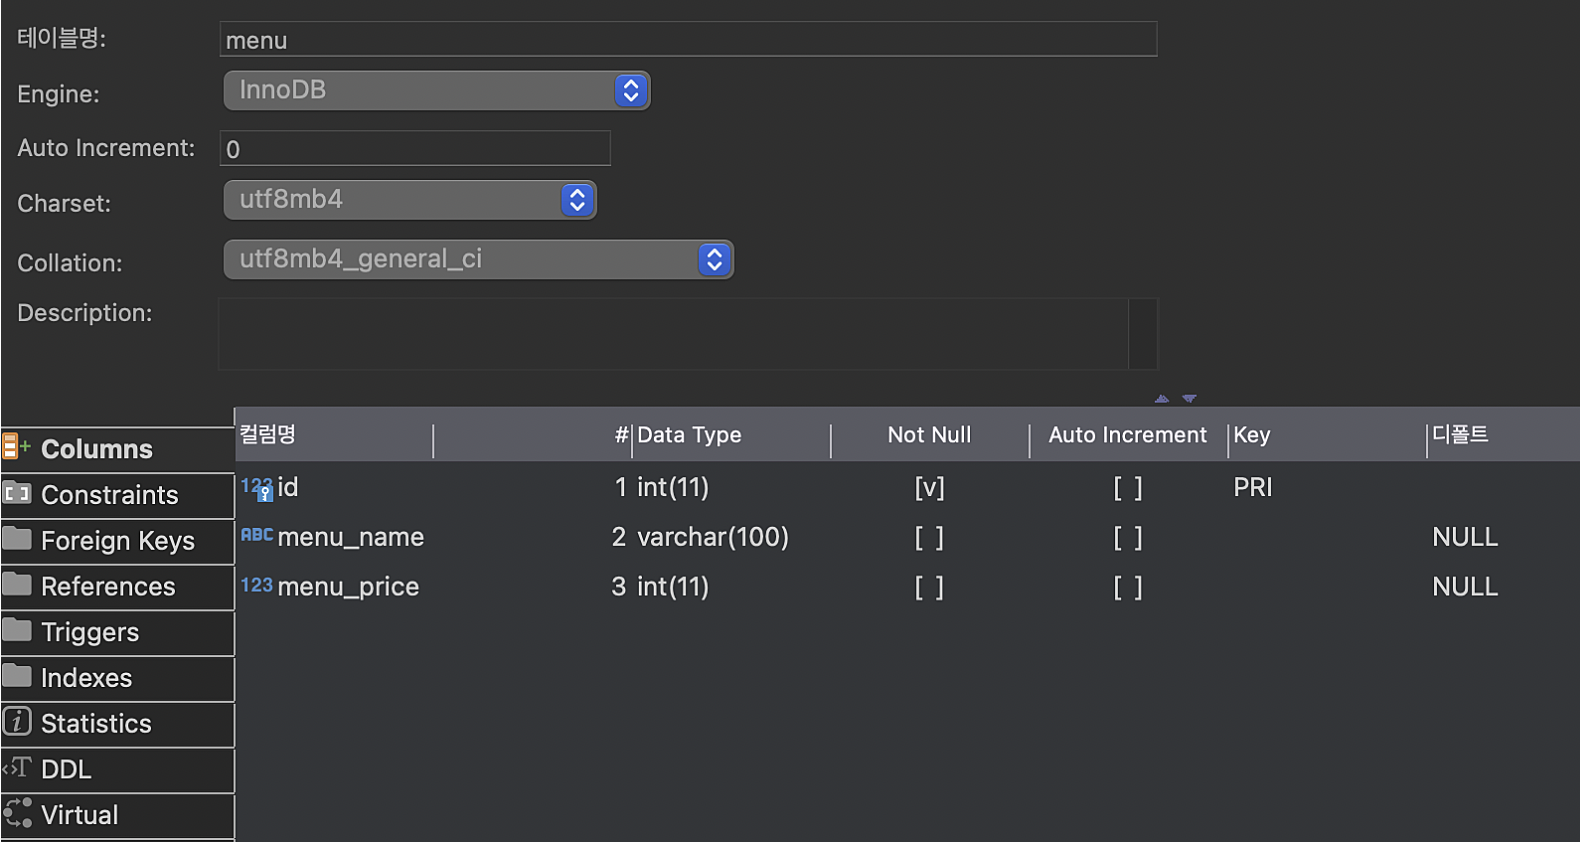 테이블명: menu
Engine: InnoDB
Auto Increment: 0
Charset: utf8mb4
Collation: utf8mb4_general_ci
Description:
Columns
Constraints
Foreign Keys
References
Triggers
Indexes
Statistics
DDL
Virtual
컬럼명 # Data Type Not Null Auto Increment Key 디폴트
123 id 1 int(11) [v] [ ] PRI
ABC menu_name 2 varchar(100) [ ] [ ] NULL
123 menu_price 3 int(11) [ ] [ ] NULL